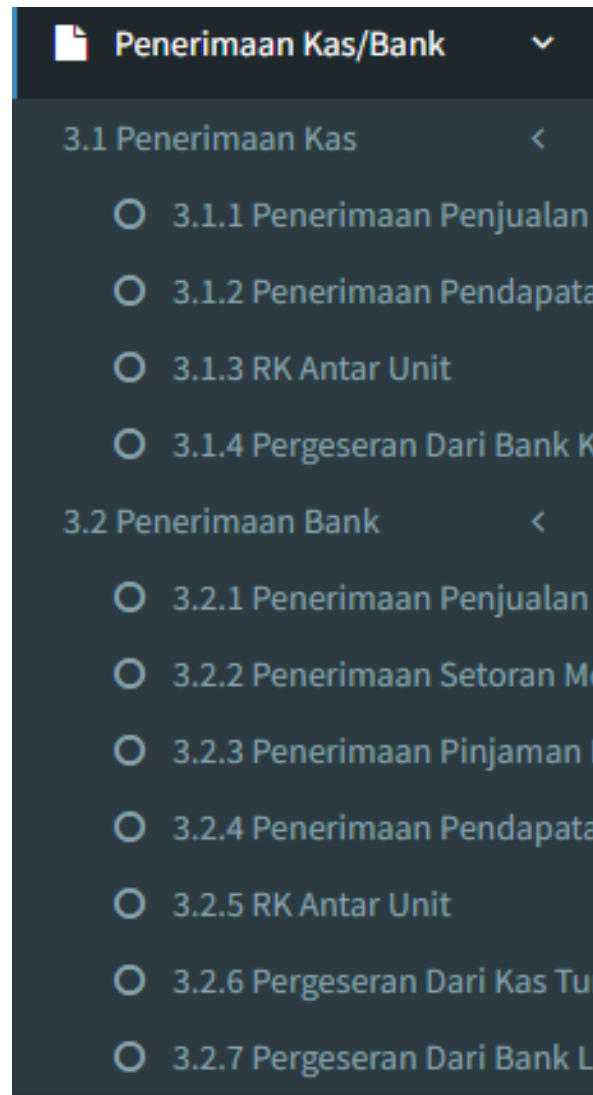 Penerimaan Kas/Bank
3.1 Penerimaan Kas
3.1.1 Penerimaan Penjualan
3.1.2 Penerimaan Pendapata
3.1.3 RK Antar Unit
3.1.4 Pergeseran Dari Bank K
3.2 Penerimaan Bank
3.2.1 Penerimaan Penjualan
3.2.2 Penerimaan Setoran M
3.2.3 Penerimaan Pinjaman
3.2.4 Penerimaan Pendapata
3.2.5 RK Antar Unit
3.2.6 Pergeseran Dari Kas Tu
3.2.7 Pergeseran Dari Bank L